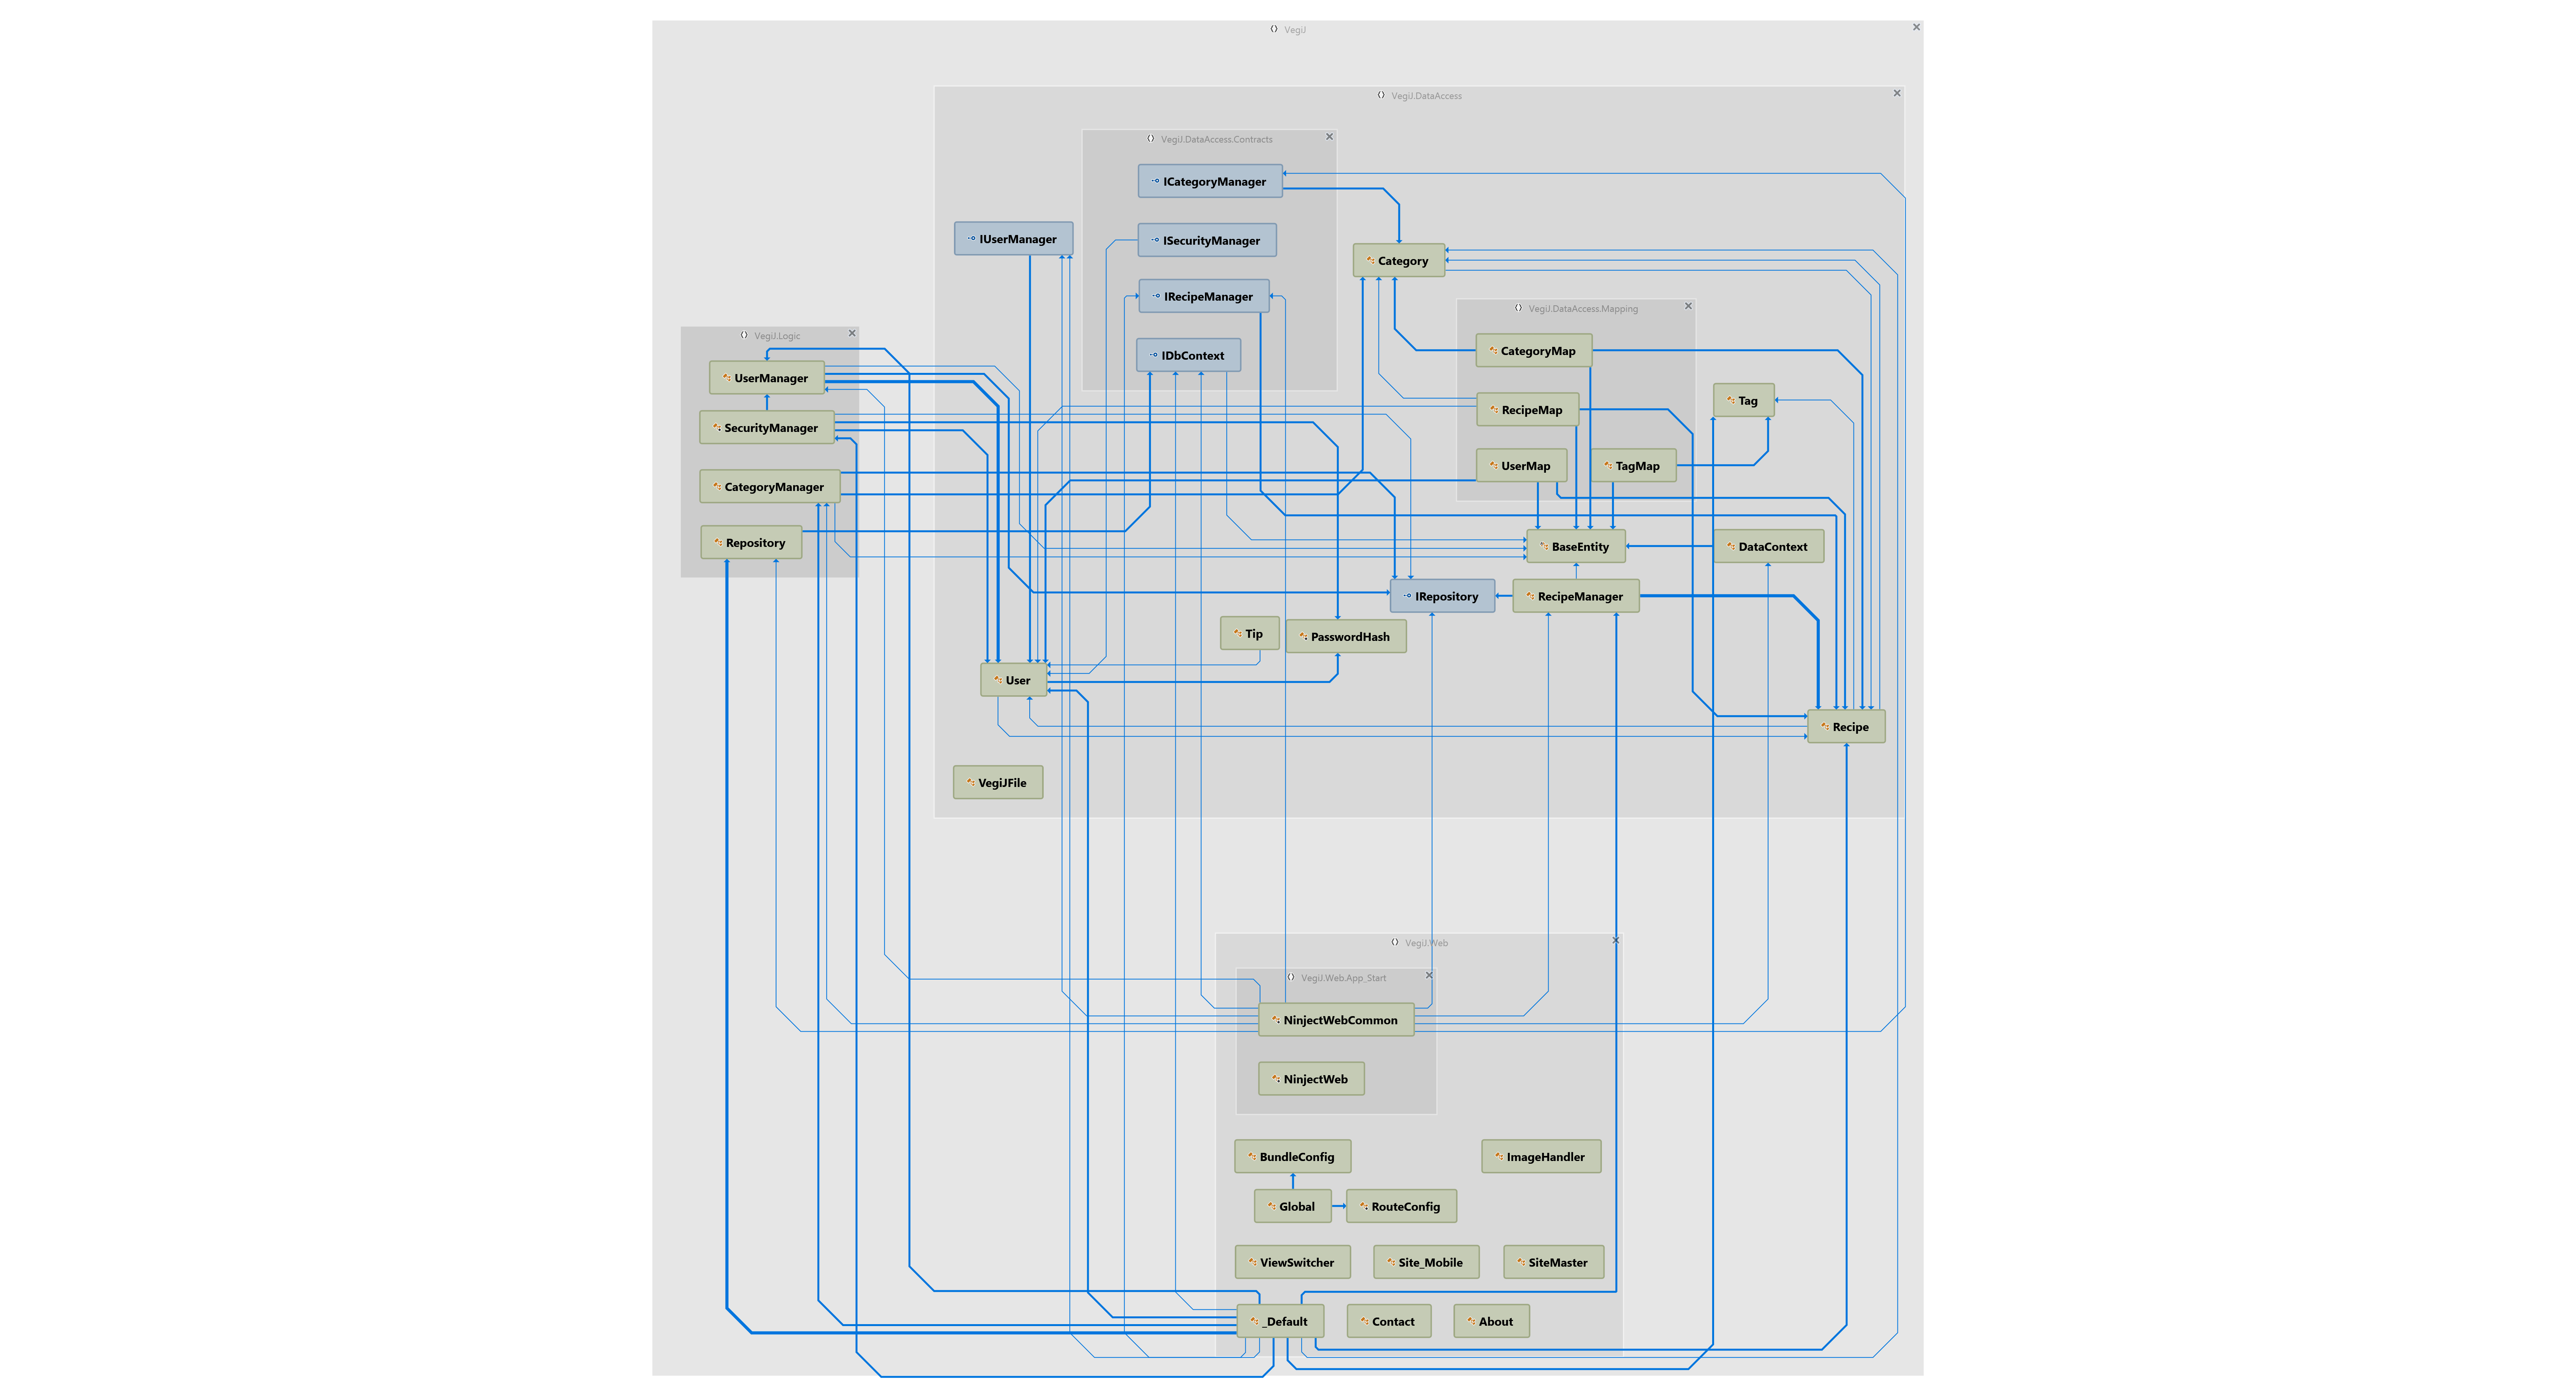 VegiJ
VegiJ.DataAccess
VegiJ.DataAccess.Contracts
ICategoryManager
IUserManager
ISecurityManager
Category
IRecipeManager
VegiJ.DataAccess.Mapping
VegiJ.Logic
IDbContext
CategoryMap
UserManager
Tag
RecipeMap
SecurityManager
UserMap
TagMap
CategoryManager
Repository
BaseEntity
DataContext
IRepository
RecipeManager
Tip
PasswordHash
User
Recipe
VegiJFile
VegiJ.Web
VegiJ.Web.App_Start
NinjectWebCommon
NinjectWeb
BundleConfig
ImageHandler
Global
RouteConfig
ViewSwitcher
Site_Mobile
SiteMaster
_Default
Contact
About